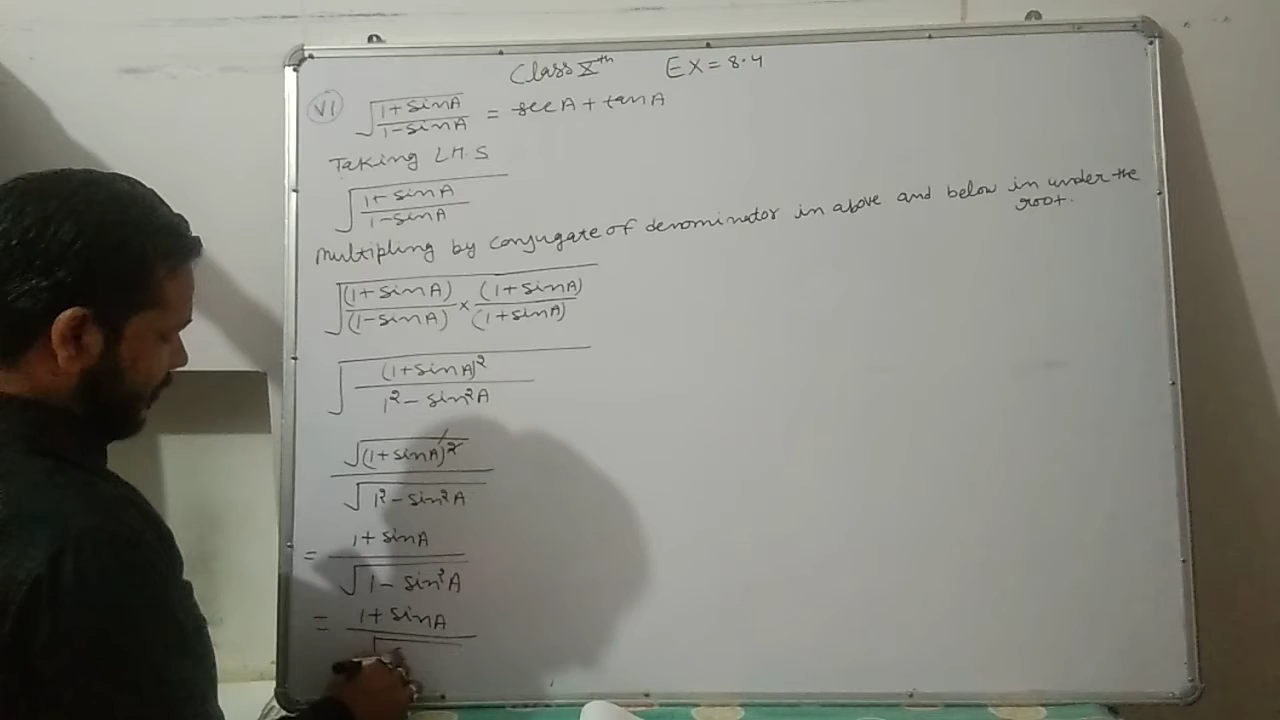 Class Xth EX = 8.4
(VI) √(1+sinA)/(1-sinA) = secA + tanA
Taking L.H.S
√(1+sinA)/(1-sinA)
Multipling by conjugate of denominator in above and below in under the
root.
√(1+sinA)/(1-sinA) × (1+sinA)/(1+sinA)
√(1+sinA)²/1²-sin²A
√(1+sinA)²/√1²-sin²A
= 1+sinA/√1-sin²A
= 1+sinA/√